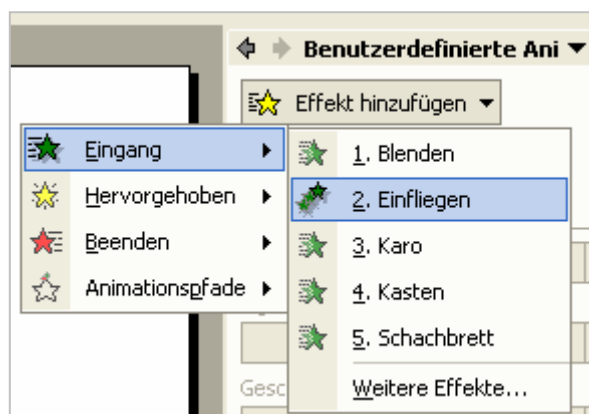 Benutzerdefinierte Ani
Effekt hinzufügen
Eingang
Hervorgehoben
Beenden
Animationspfade
1. Blenden
2. Einfliegen
3. Karo
4. Kasten
5. Schachbrett
Weitere Effekte...
Gesc